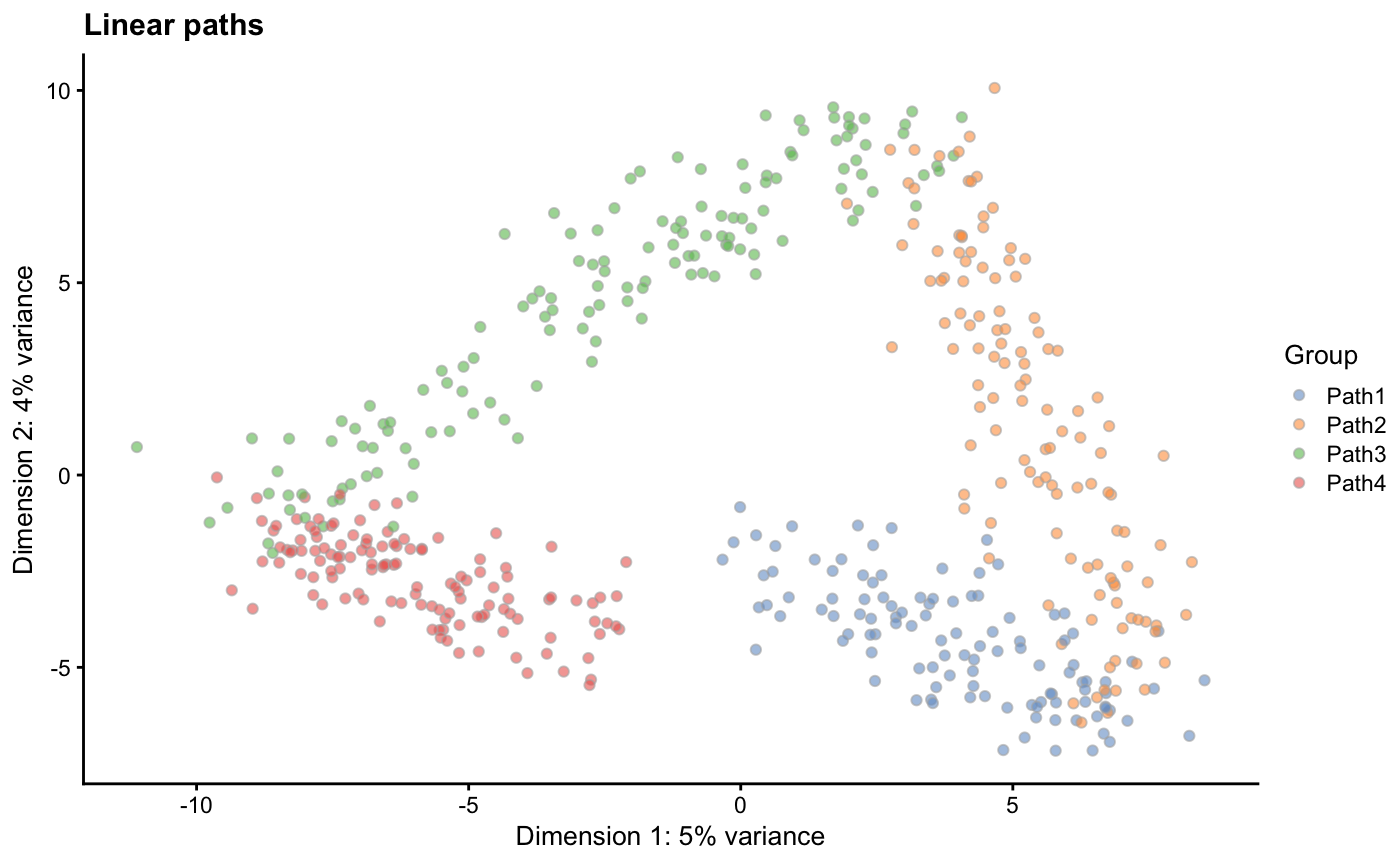 Linear paths
10
5
0
-5
-10
-5
0
5
Dimension 2: 4% variance
Dimension 1: 5% variance
Group
Path1
Path2
Path3
Path4